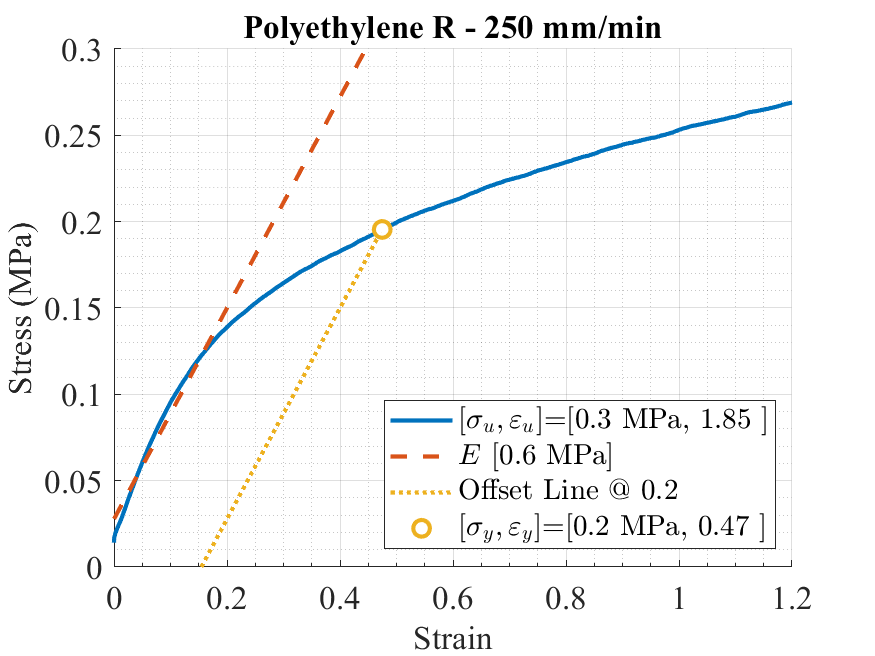 Polyethylene R - 250 mm/min
0.3
0.25
0.2
0.15
0.1
0.05
0
Stress (MPa)
[σu, εu]=[0.3 MPa, 1.85 ]
E [0.6 MPa]
Offset Line @ 0.2
[σy, εy]=[0.2 MPa, 0.47 ]
0 0.2 0.4 0.6 0.8 1 1.2
Strain